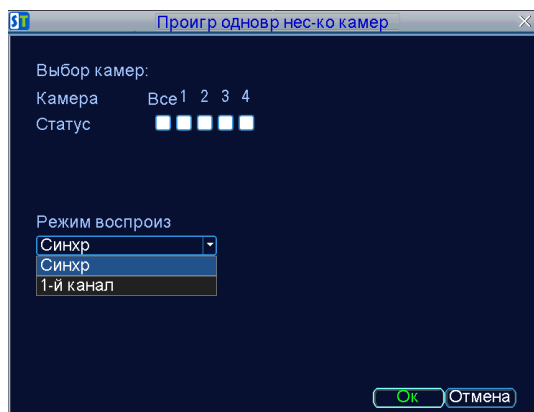 ST Проигр одновр нес-ко камер
Выбор камер:
Камера Все 1 2 3 4
Статус
Режим воспроиз
Синхр
Синхр
1-й канал
Ок Отмена